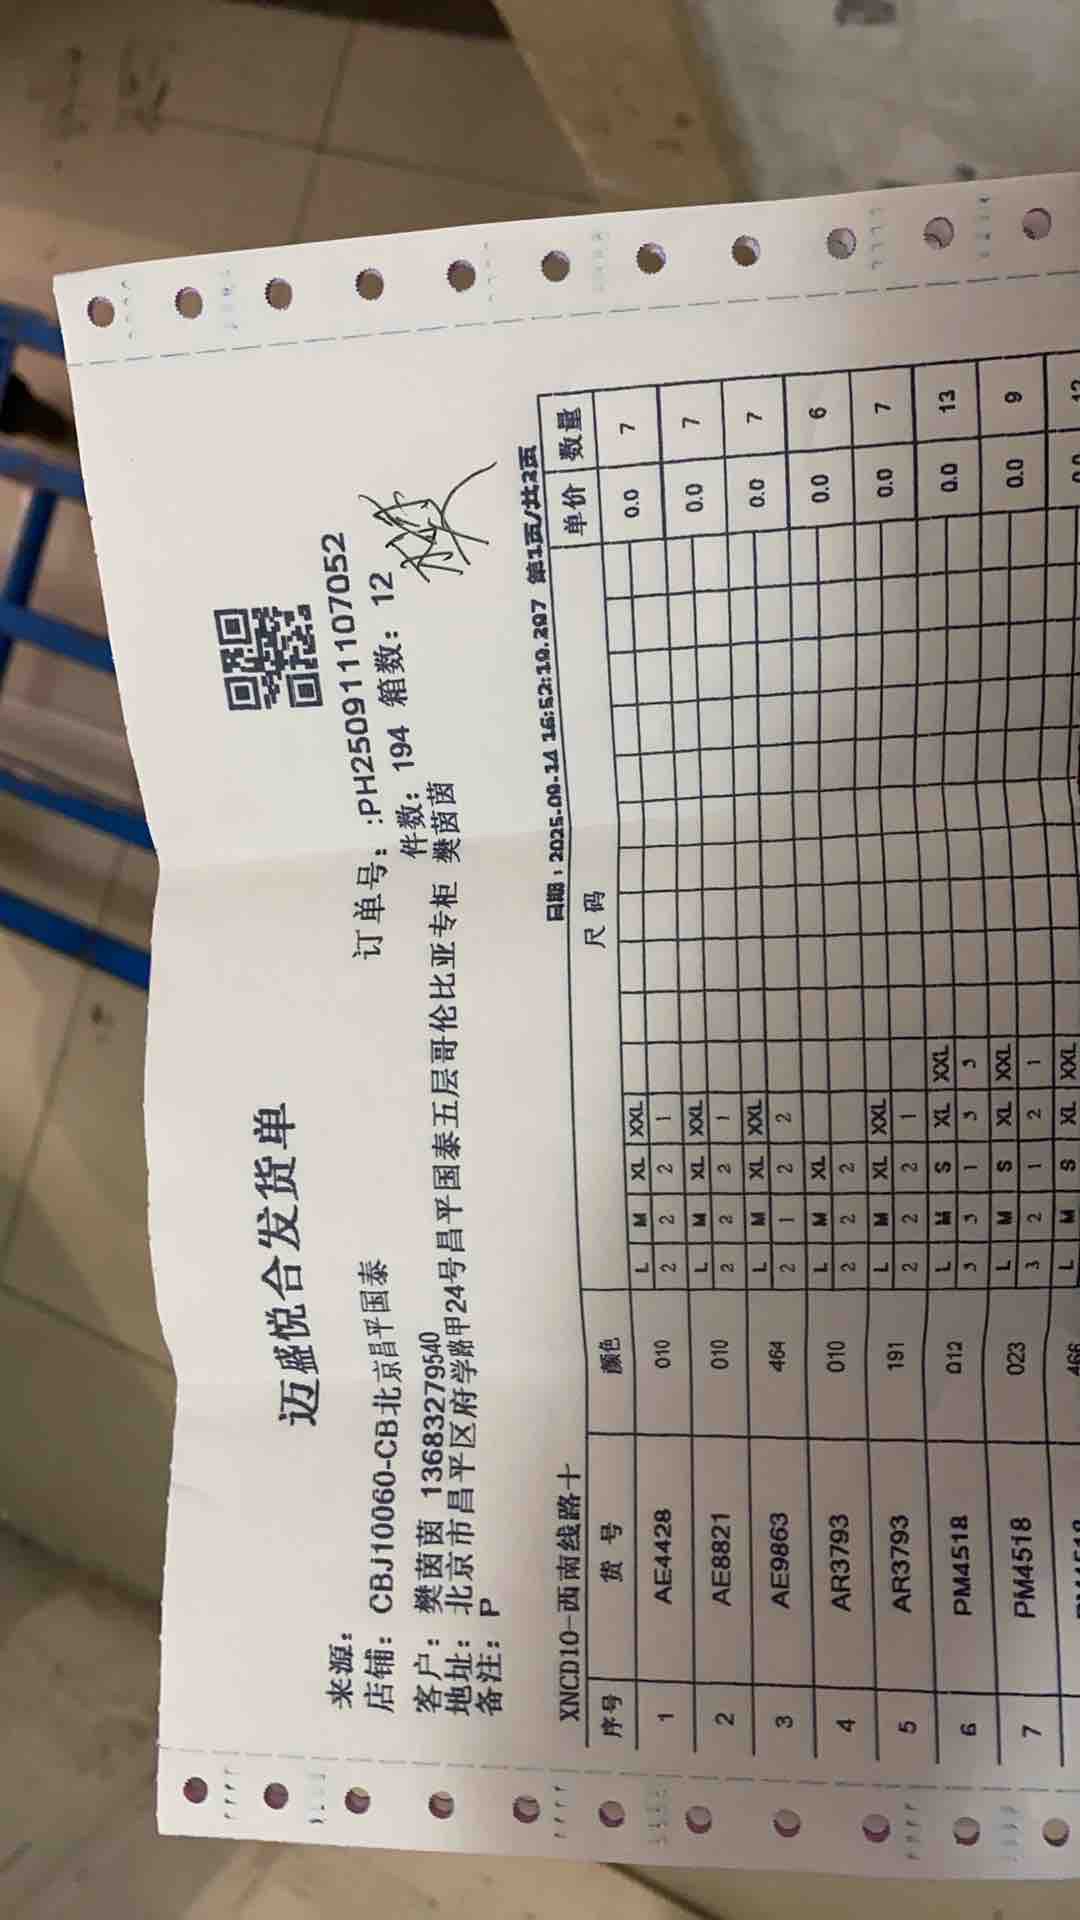 迈盛悦合发货单
来源:
店铺: CBJ10060-CB北京昌平国泰 订单号: :PH250911107052
客户: 樊茵茵 13683279540 件数: 194 箱数: 12
地址: 北京市昌平区府学路甲24号昌平国泰五层哥伦比亚专柜 樊茵茵
备注: P
XNCD10-西南线路十 日期：2025-09-14 16:52:10.297 第1页/共2页
序号 货 号 颜色 尺 码 单价 数量
L M XL XXL
1 AE4428 010 2 2 2 1 0.0 7
L M XL XXL
2 AE8821 010 2 2 2 1 0.0 7
L M XL XXL
3 AE9863 464 2 1 2 2 0.0 7
L M XL
4 AR3793 010 2 2 2 0.0 6
L M XL XXL
5 AR3793 191 2 2 2 1 0.0 7
L M S XL XXL
6 PM4518 012 3 3 1 3 3 0.0 13
L M S XL XXL
7 PM4518 023 3 2 1 2 1 0.0 9
L M S XL XXL
466